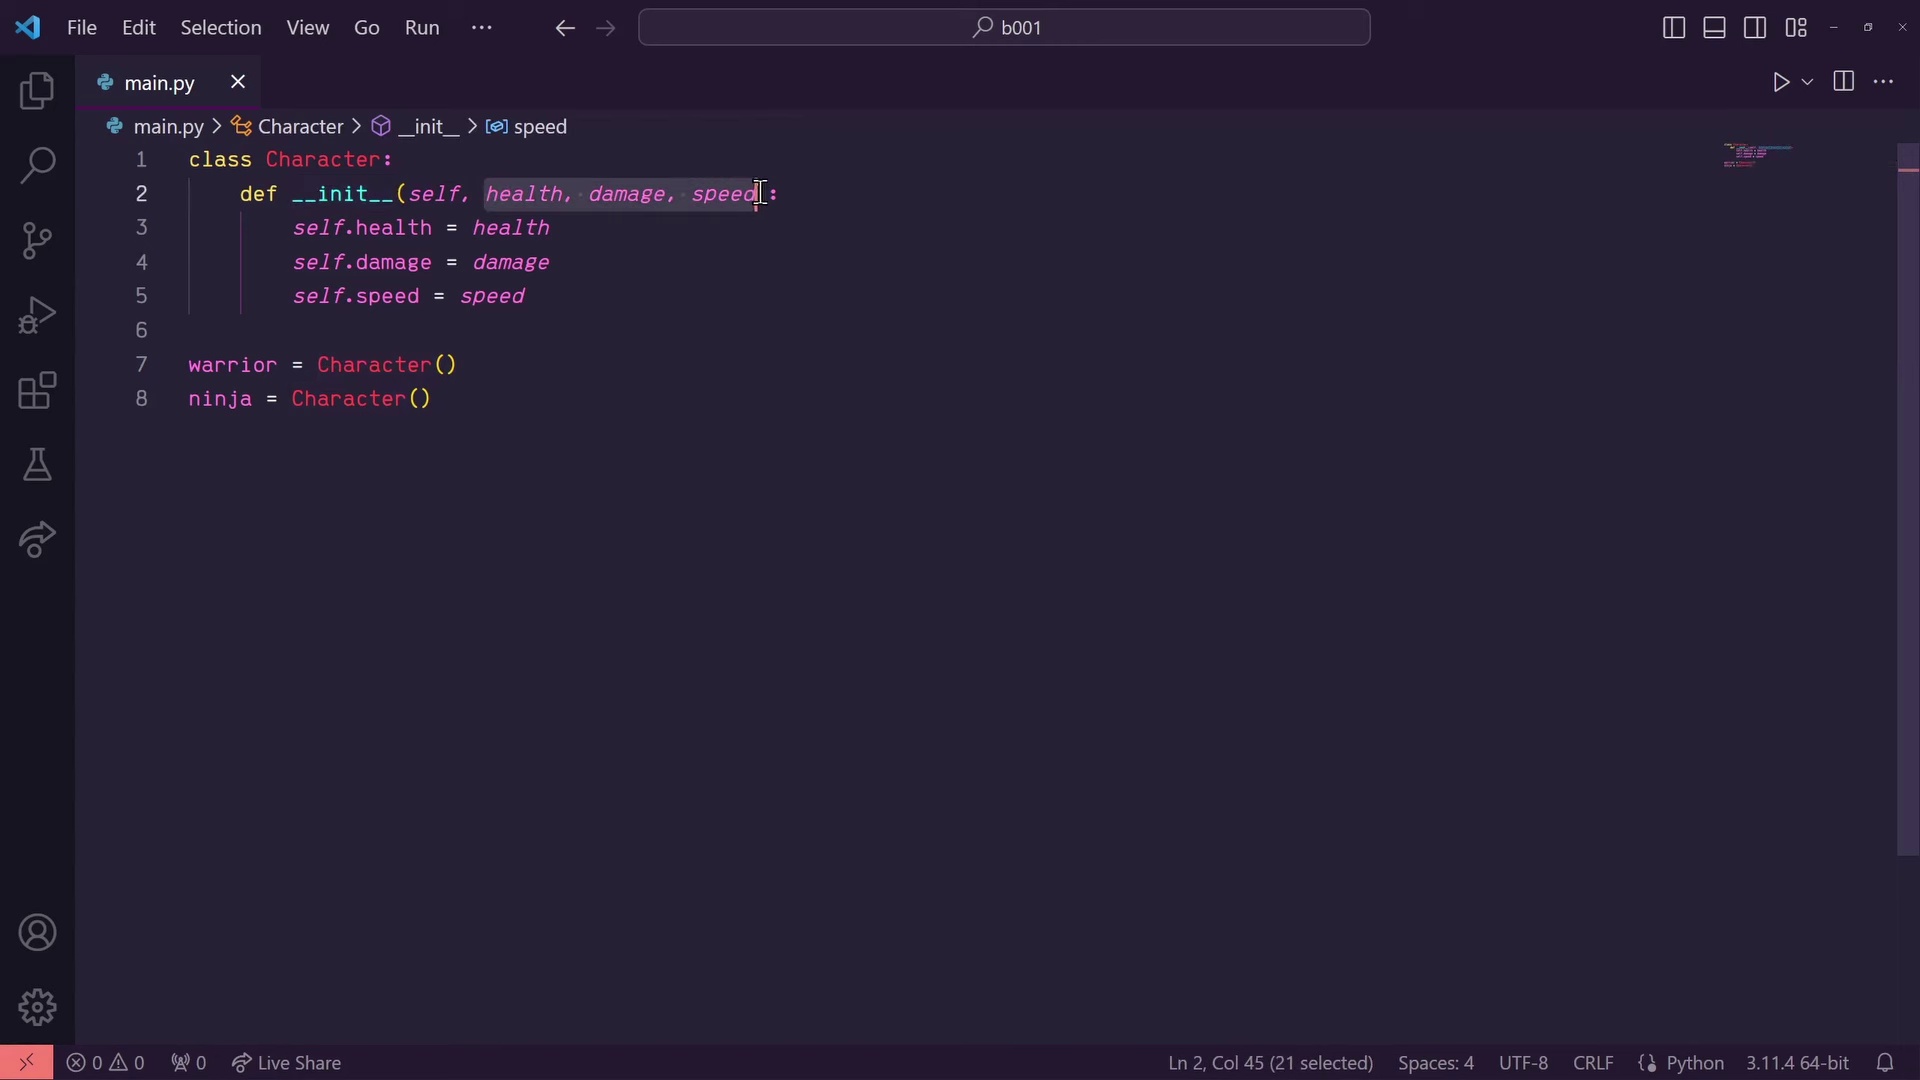 File Edit Selection View Go Run ··· b001
main.py
main.py > Character > __init__ > speed
1 class Character:
2     def __init__(self, health, damage, speed:
3         self.health = health
4         self.damage = damage
5         self.speed = speed
6
7 warrior = Character()
8 ninja = Character()
0 0 0 Live Share Ln 2, Col 45 (21 selected) Spaces: 4 UTF-8 CRLF Python 3.11.4 64-bit